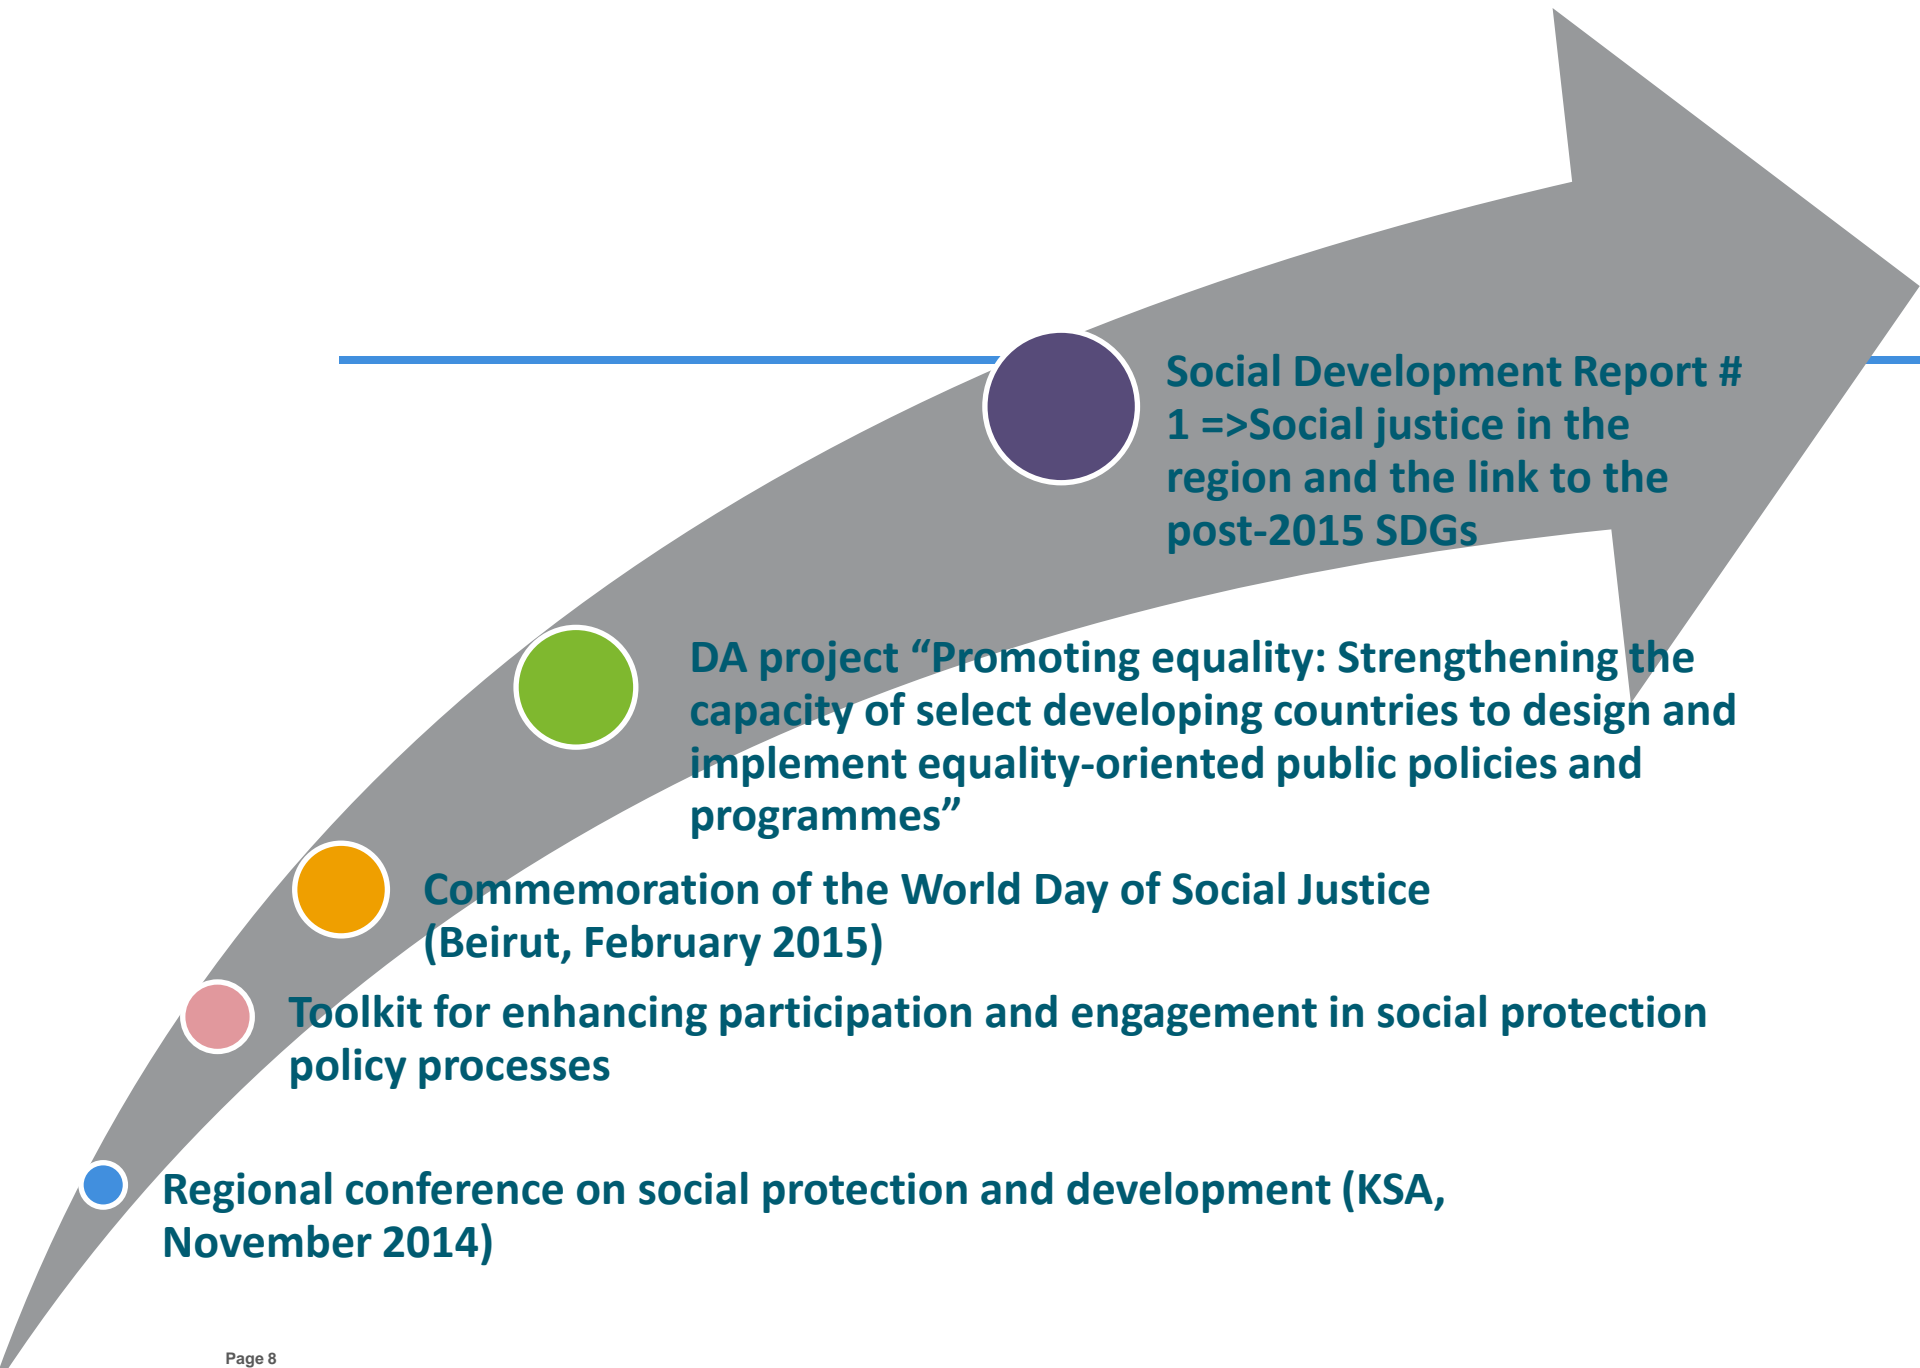 Social Development Report #
1 =>Social justice in the
region and the link to the
post-2015 SDGs
DA project “Promoting equality: Strengthening the
capacity of select developing countries to design and
implement equality-oriented public policies and
programmes”
Commemoration of the World Day of Social Justice
(Beirut, February 2015)
Toolkit for enhancing participation and engagement in social protection
policy processes
Regional conference on social protection and development (KSA,
November 2014)
Page 8